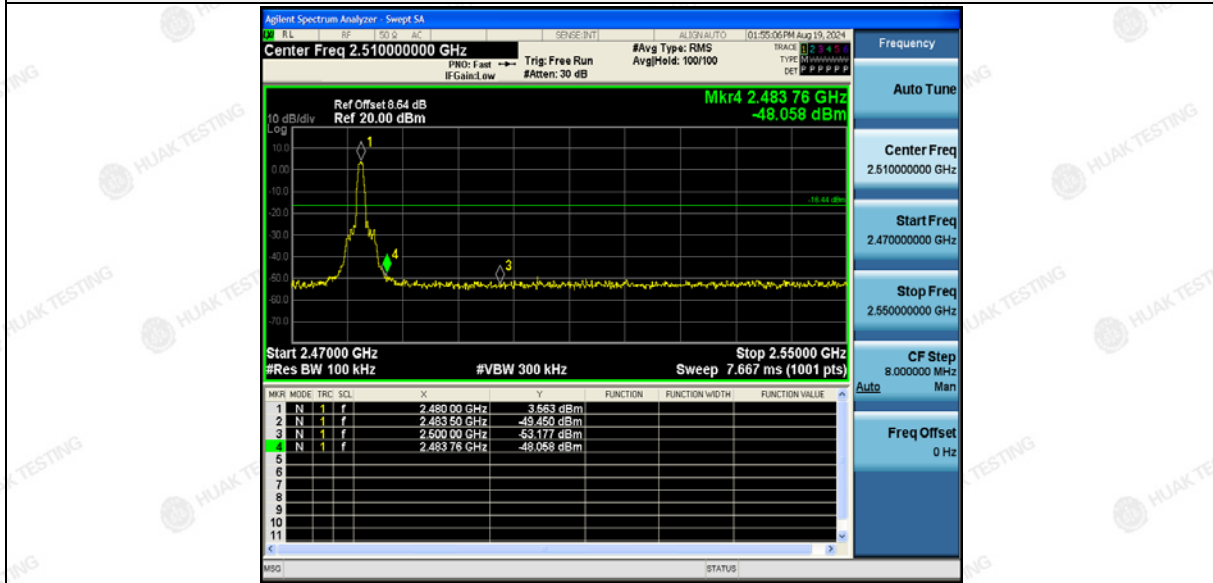 Agilent Spectrum Analyzer - Swept SA
RL RF 50 Ω AC SENSE:INT ALIGNAUTO 01:55:06PM Aug 19, 2024
Center Freq 2.510000000 GHz
PNO: Fast
IFGain:Low
Trig: Free Run
#Atten: 30 dB
#Avg Type: RMS
Avg|Hold: 100/100
TRACE 1 2 3 4 5 6
TYPE M
DET P P P P P P
Mkr4 2.483 76 GHz
-48.058 dBm
Ref Offset 8.64 dB
10 dB/div Ref 20.00 dBm
Log
10.0
0.00
-10.0
-20.0
-30.0
-40.0
-50.0
-60.0
-70.0
1
4
3
-16.44 dBm
Start 2.47000 GHz Stop 2.55000 GHz
#Res BW 100 kHz #VBW 300 kHz Sweep 7.667 ms (1001 pts)
MKR MODE TRC SCL X Y FUNCTION FUNCTION WIDTH FUNCTION VALUE
1 N 1 f 2.480 00 GHz 3.563 dBm
2 N 1 f 2.483 50 GHz -49.450 dBm
3 N 1 f 2.500 00 GHz -53.177 dBm
4 N 1 f 2.483 76 GHz -48.058 dBm
5
6
7
8
9
10
11
MSG STATUS
Frequency
Auto Tune
Center Freq
2.510000000 GHz
Start Freq
2.470000000 GHz
Stop Freq
2.550000000 GHz
CF Step
8.000000 MHz
Auto Man
Freq Offset
0 Hz
HUAK TESTING
HUAK TESTING
HUAK TESTING
HUAK TESTING
HUAK TESTING